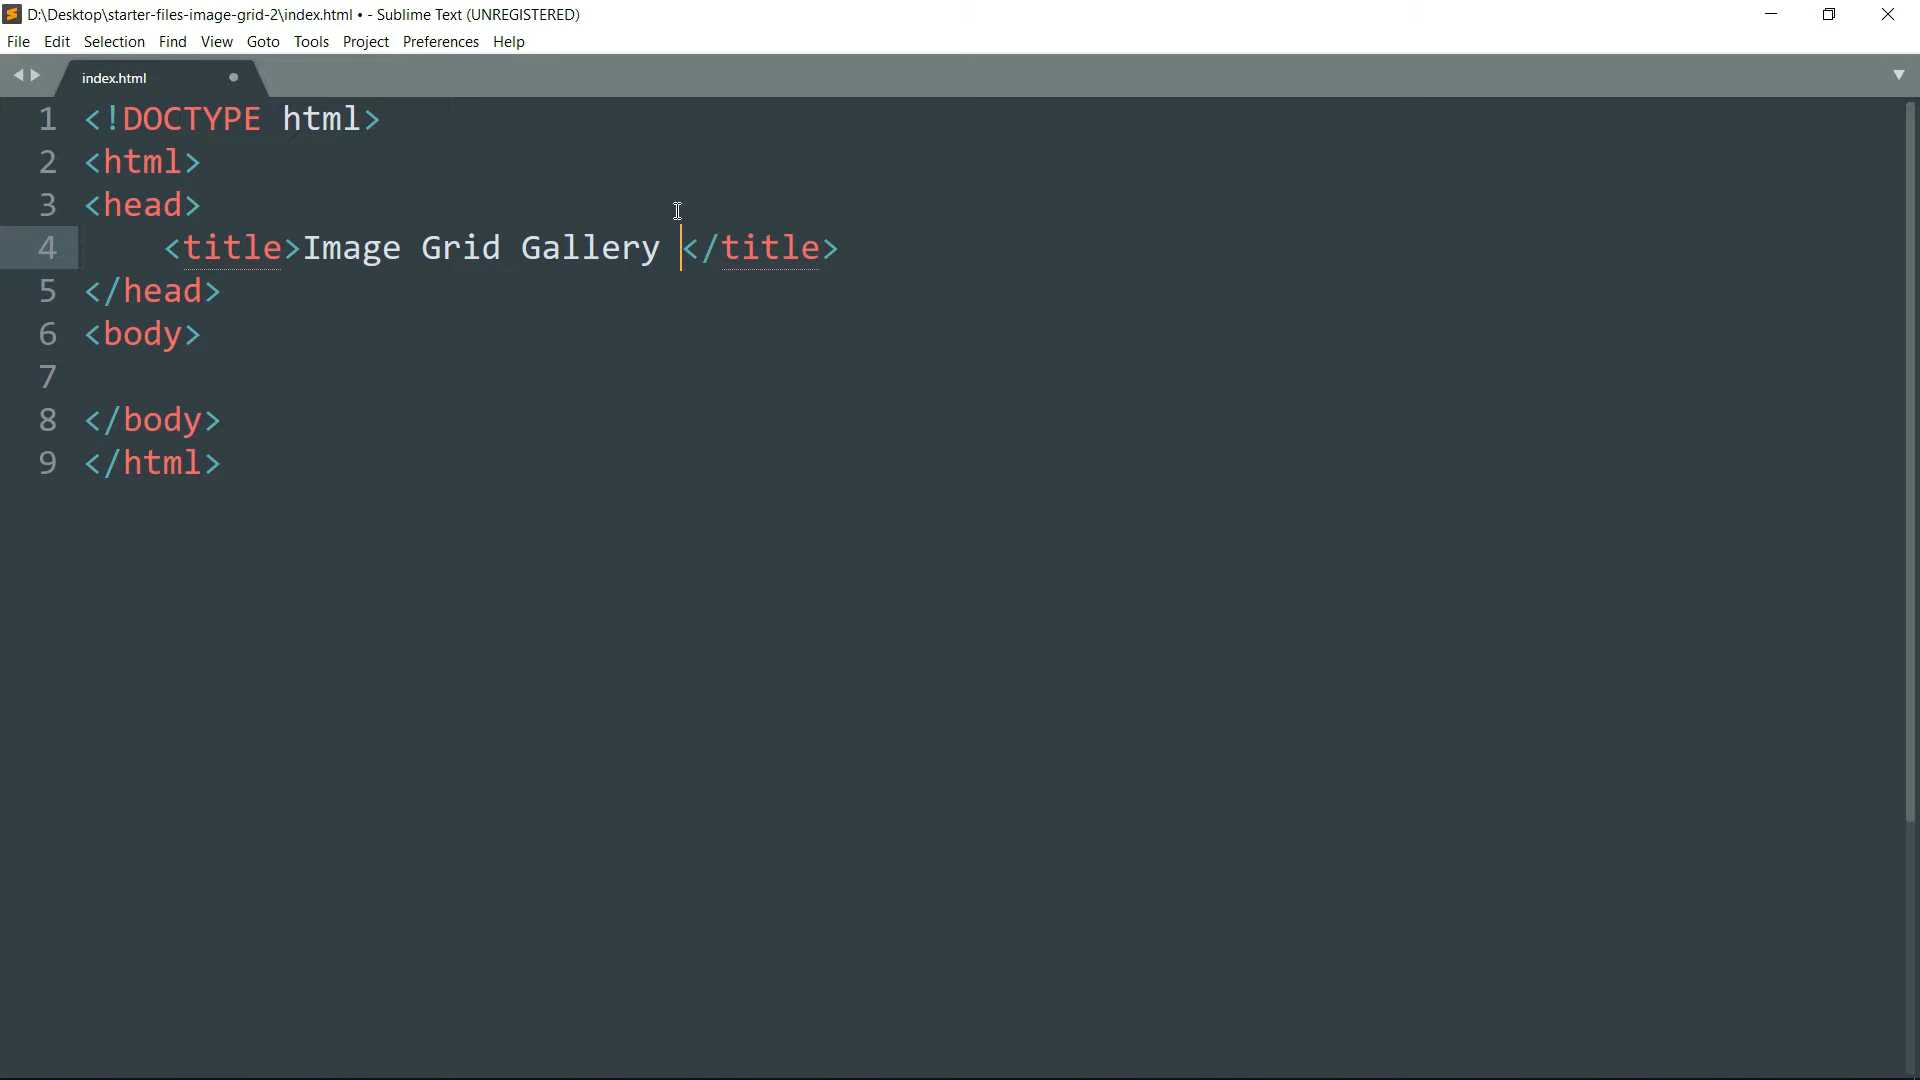 D:\Desktop\starter-files-image-grid-2\index.html • - Sublime Text (UNREGISTERED)
File Edit Selection Find View Goto Tools Project Preferences Help
index.html
1 <!DOCTYPE html>
2 <html>
3 <head>
4 <title>Image Grid Gallery </title>
5 </head>
6 <body>
7
8 </body>
9 </html>